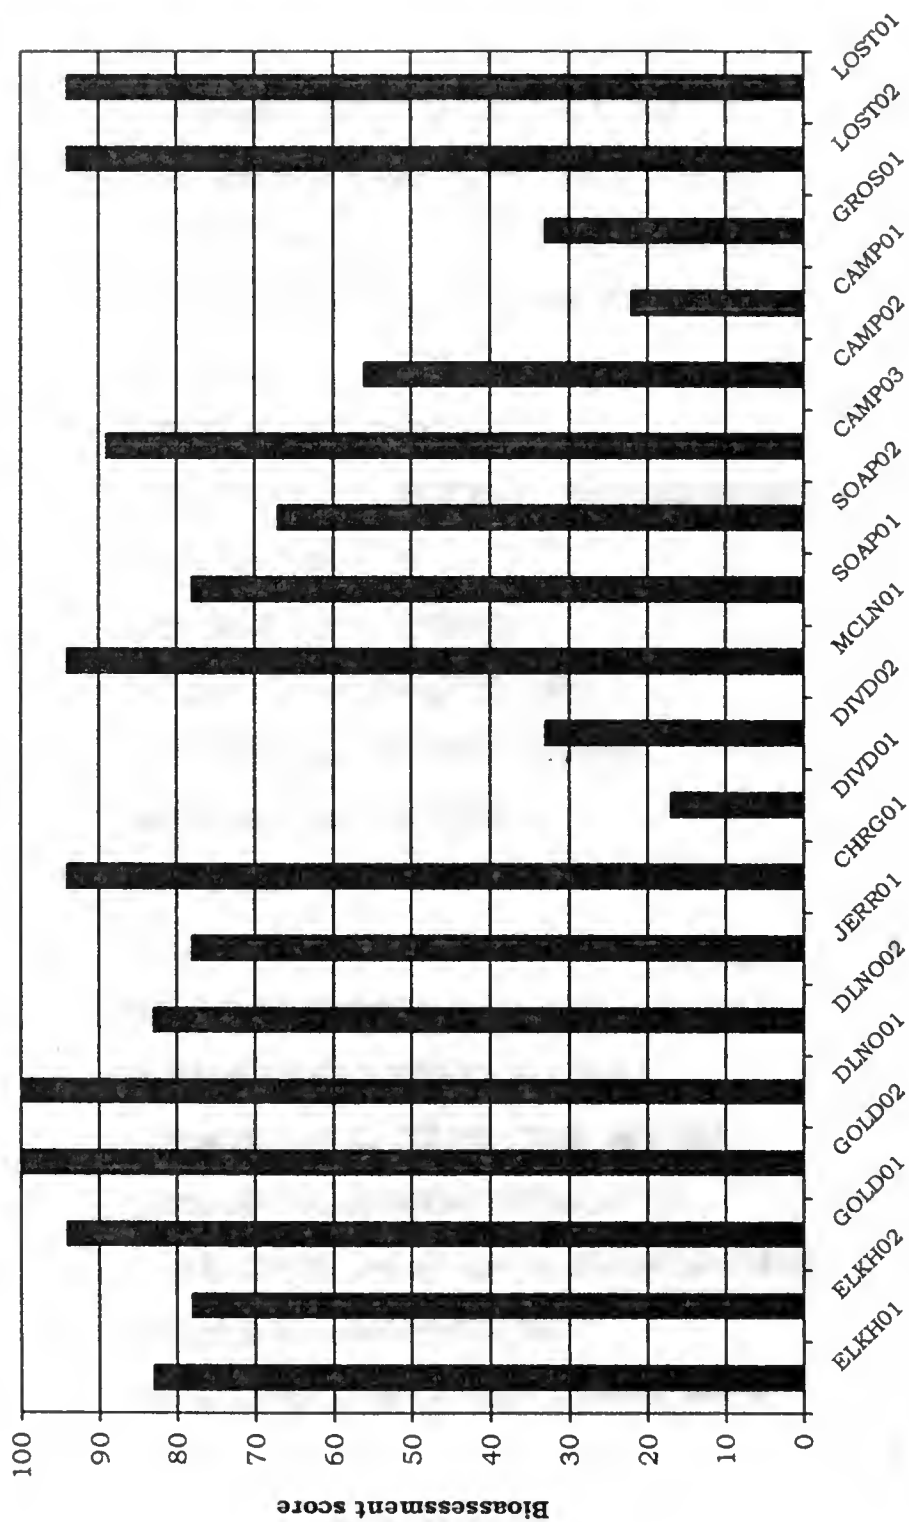 Bioassessment score
100
90
80
70
60
50
40
30
20
10
0
ELKH01
ELKH02
GOLD01
GOLD02
DLNO01
DLNO02
JERR01
CHRG01
DIVD01
DIVD02
MCLN01
SOAP01
SOAP02
CAMP03
CAMP02
CAMP01
GROS01
LOST02
LOST01